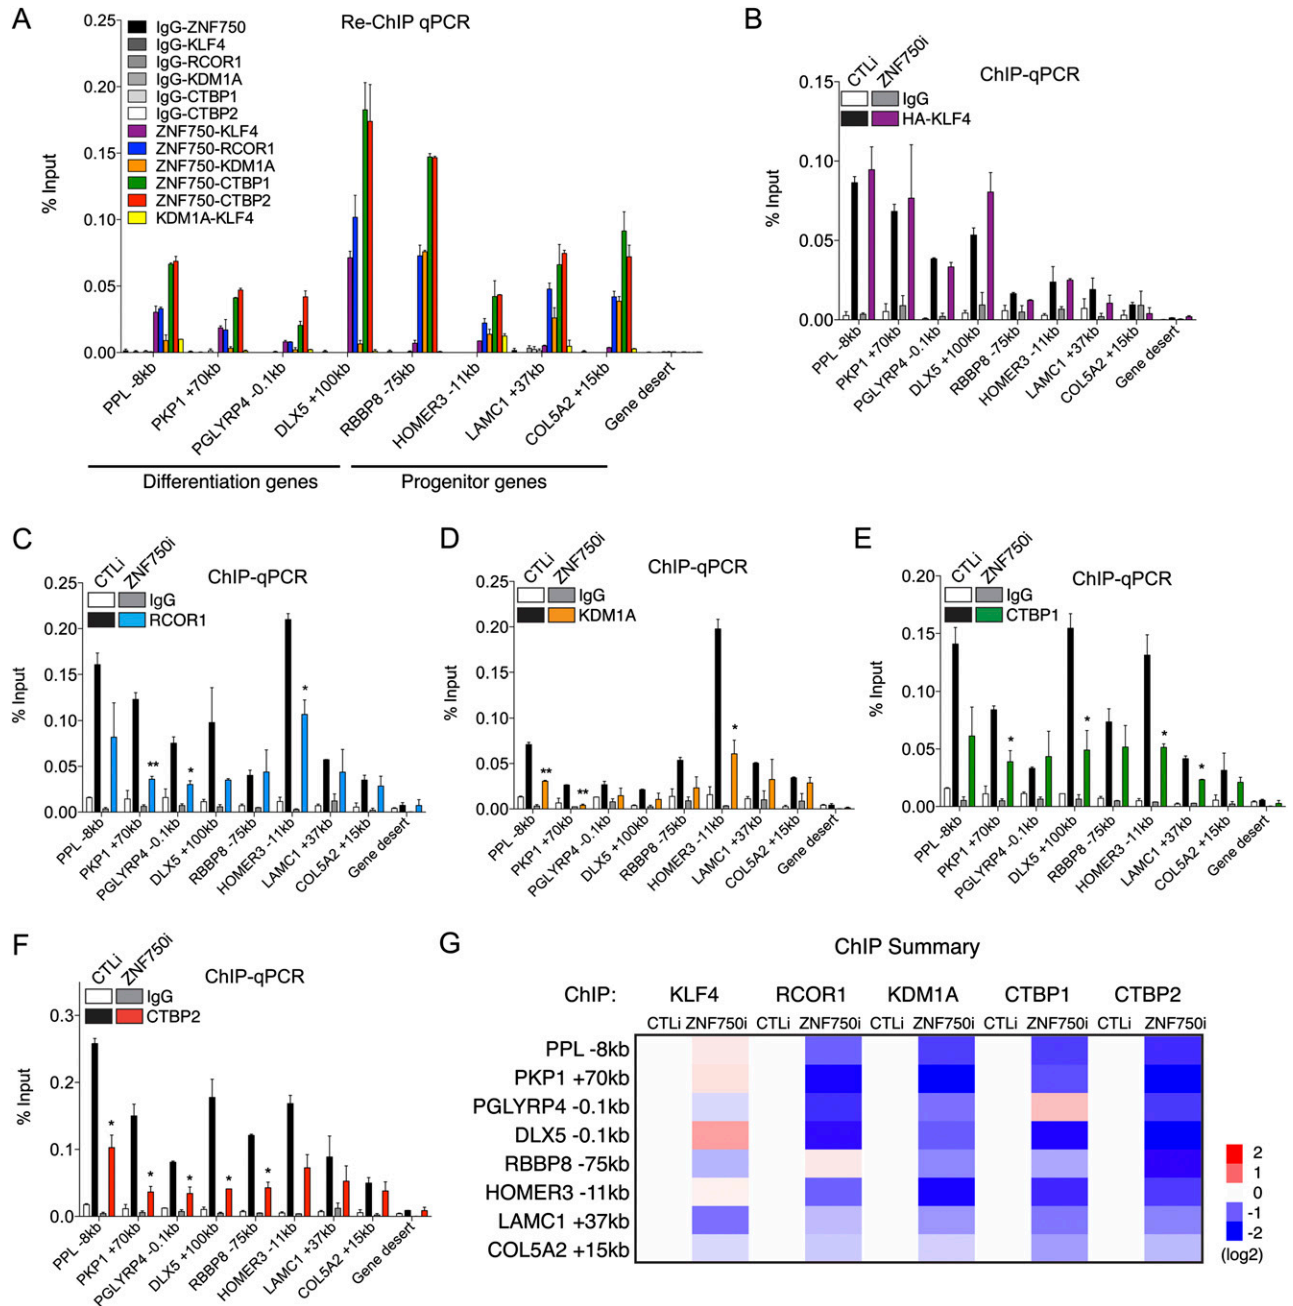 A
Re-ChIP qPCR
% Input
0.25
0.20
0.15
0.10
0.05
0.00
IgG-ZNF750
IgG-KLF4
IgG-RCOR1
IgG-KDM1A
IgG-CTBP1
IgG-CTBP2
ZNF750-KLF4
ZNF750-RCOR1
ZNF750-KDM1A
ZNF750-CTBP1
ZNF750-CTBP2
KDM1A-KLF4
PPL -8kb
PKP1 +70kb
PGLYRP4 -0.1kb
DLX5 +100kb
RBBP8 -75kb
HOMER3 -11kb
LAMC1 +37kb
COL5A2 +15kb
Gene desert
Differentiation genes
Progenitor genes
B
CTLi
ZNF750i
ChIP-qPCR
IgG
HA-KLF4
% Input
0.15
0.10
0.05
0.00
PPL -8kb
PKP1 +70kb
PGLYRP4 -0.1kb
DLX5 +100kb
RBBP8 -75kb
HOMER3 -11kb
LAMC1 +37kb
COL5A2 +15kb
Gene desert
C
CTLi
ZNF750i
ChIP-qPCR
IgG
RCOR1
% Input
0.25
0.20
0.15
0.10
0.05
0.00
**
*
*
PPL -8kb
PKP1 +70kb
PGLYRP4 -0.1kb
DLX5 +100kb
RBBP8 -75kb
HOMER3 -11kb
LAMC1 +37kb
COL5A2 +15kb
Gene desert
D
CTLi
ZNF750i
ChIP-qPCR
IgG
KDM1A
% Input
0.25
0.20
0.15
0.10
0.05
0.00
**
**
*
PPL -8kb
PKP1 +70kb
PGLYRP4 -0.1kb
DLX5 +100kb
RBBP8 -75kb
HOMER3 -11kb
LAMC1 +37kb
COL5A2 +15kb
Gene desert
E
CTLi
ZNF750i
ChIP-qPCR
IgG
CTBP1
% Input
0.20
0.15
0.10
0.05
0.00
*
*
*
*
PPL -8kb
PKP1 +70kb
PGLYRP4 -0.1kb
DLX5 +100kb
RBBP8 -75kb
HOMER3 -11kb
LAMC1 +37kb
COL5A2 +15kb
Gene desert
F
CTLi
ZNF750i
ChIP-qPCR
IgG
CTBP2
% Input
0.3
0.2
0.1
0.0
*
*
*
*
*
PPL -8kb
PKP1 +70kb
PGLYRP4 -0.1kb
DLX5 +100kb
RBBP8 -75kb
HOMER3 -11kb
LAMC1 +37kb
COL5A2 +15kb
Gene desert
G
ChIP Summary
ChIP: KLF4 RCOR1 KDM1A CTBP1 CTBP2
CTLi ZNF750i CTLi ZNF750i CTLi ZNF750i CTLi ZNF750i CTLi ZNF750i
PPL -8kb
PKP1 +70kb
PGLYRP4 -0.1kb
DLX5 -0.1kb
RBBP8 -75kb
HOMER3 -11kb
LAMC1 +37kb
COL5A2 +15kb
2
1
0
-1
-2
(log2)